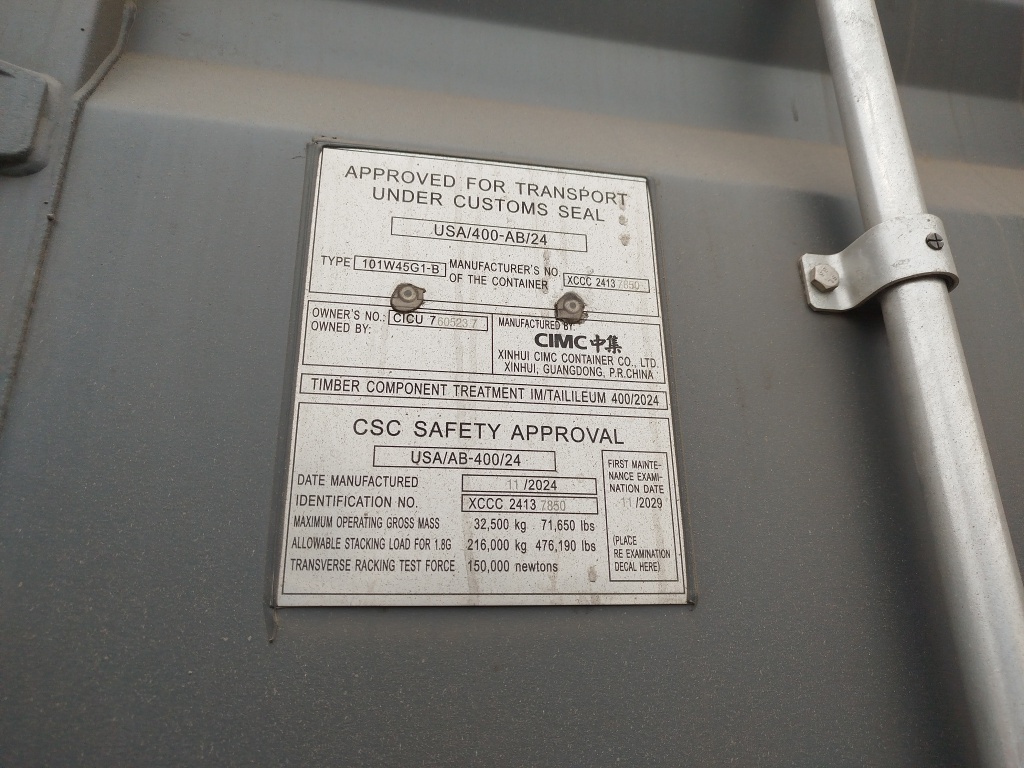 APPROVED FOR TRANSPORT
UNDER CUSTOMS SEAL
USA/400-AB/24
TYPE 101W45G1-B MANUFACTURER'S NO. OF THE CONTAINER XCCC 2413 7850
OWNER'S NO.: CICU 760523 7
OWNED BY:
MANUFACTURED BY:
CIMC 中集
XINHUI CIMC CONTAINER CO., LTD.
XINHUI, GUANGDONG, P.R.CHINA
TIMBER COMPONENT TREATMENT IM/TAILILEUM 400/2024
CSC SAFETY APPROVAL
USA/AB-400/24
DATE MANUFACTURED 11 /2024
IDENTIFICATION NO. XCCC 2413 7850
MAXIMUM OPERATING GROSS MASS 32,500 kg 71,650 lbs
ALLOWABLE STACKING LOAD FOR 1.8G 216,000 kg 476,190 lbs
TRANSVERSE RACKING TEST FORCE 150,000 newtons
FIRST MAINTE-
NANCE EXAMI-
NATION DATE
11 /2029
(PLACE
RE EXAMINATION
DECAL HERE)